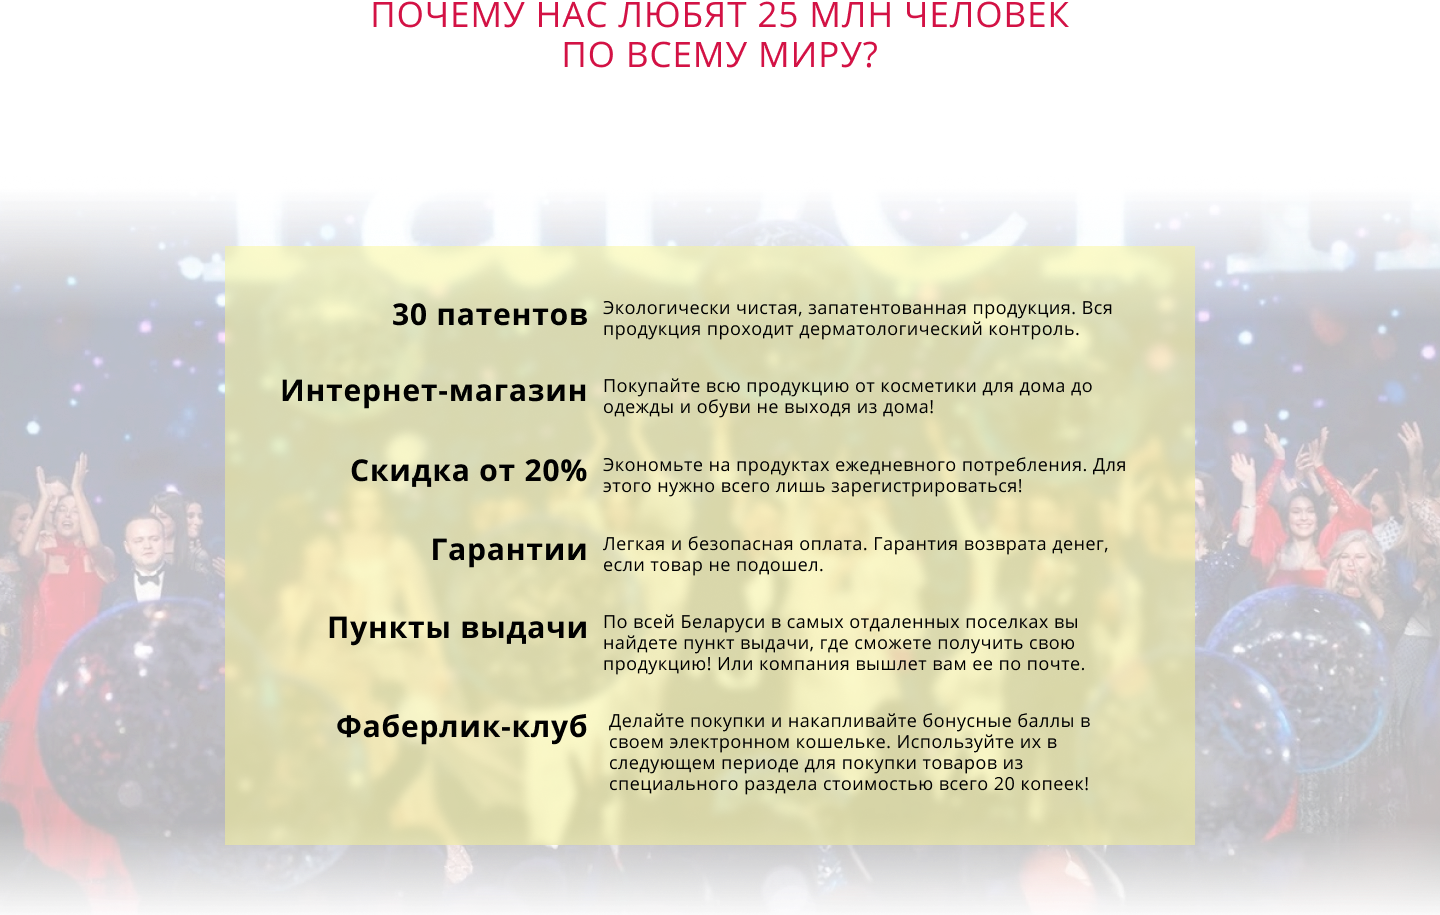 ПОЧЕМУ НАС ЛЮБЯТ 25 МЛН ЧЕЛОВЕК
ПО ВСЕМУ МИРУ?
30 патентов
Экологически чистая, запатентованная продукция. Вся
продукция проходит дерматологический контроль.
Интернет-магазин
Покупайте всю продукцию от косметики для дома до
одежды и обуви не выходя из дома!
Скидка от 20%
Экономьте на продуктах ежедневного потребления. Для
этого нужно всего лишь зарегистрироваться!
Гарантии
Легкая и безопасная оплата. Гарантия возврата денег,
если товар не подошел.
Пункты выдачи
По всей Беларуси в самых отдаленных поселках вы
найдете пункт выдачи, где сможете получить свою
продукцию! Или компания вышлет вам ее по почте.
Фаберлик-клуб
Делайте покупки и накапливайте бонусные баллы в
своем электронном кошельке. Используйте их в
следующем периоде для покупки товаров из
специального раздела стоимостью всего 20 копеек!